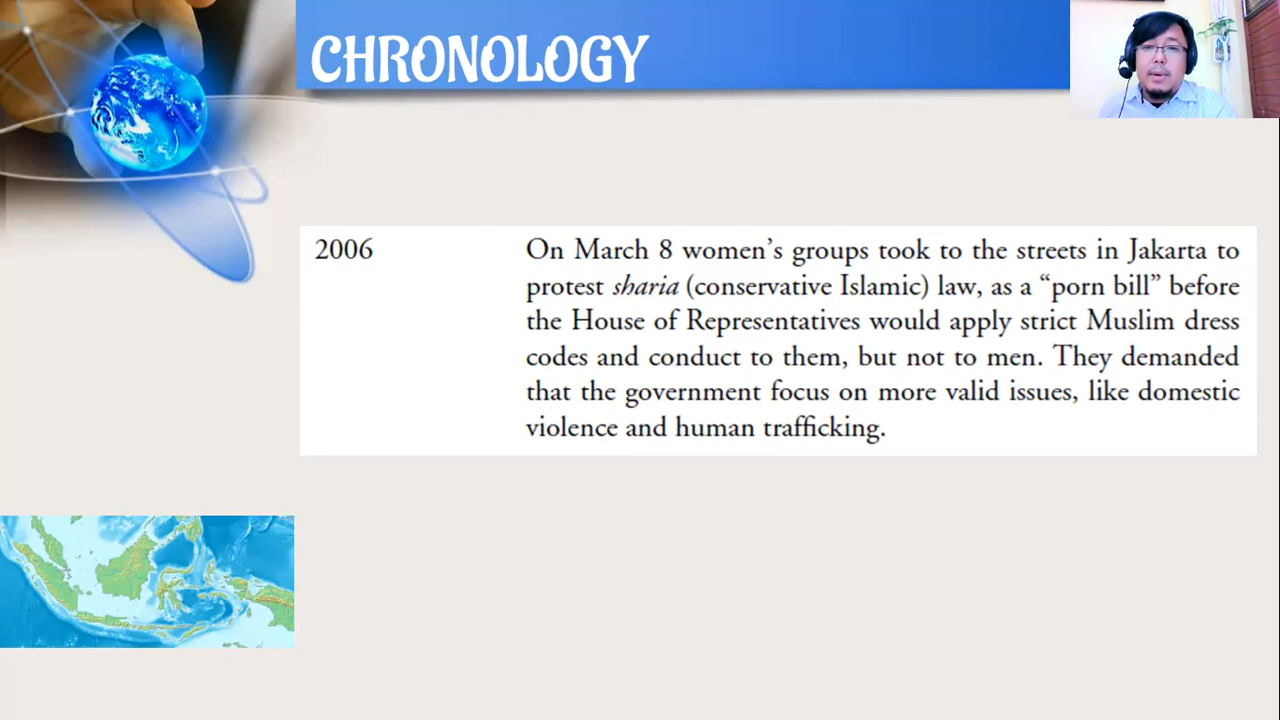 CHRONOLOGY
2006 On March 8 women’s groups took to the streets in Jakarta to
protest sharia (conservative Islamic) law, as a “porn bill” before
the House of Representatives would apply strict Muslim dress
codes and conduct to them, but not to men. They demanded
that the government focus on more valid issues, like domestic
violence and human trafficking.